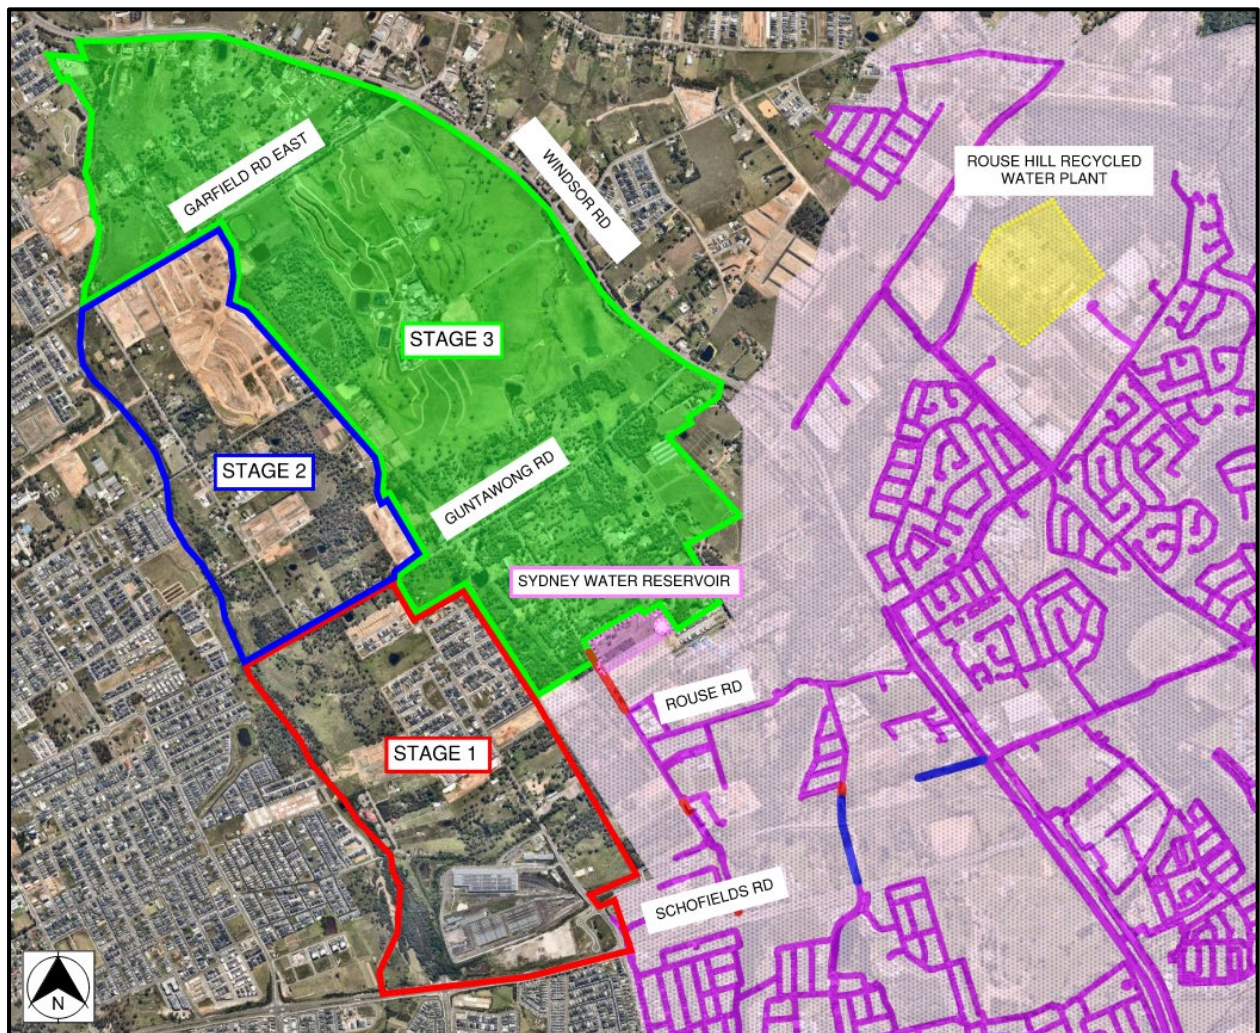 GARFIELD RD EAST
WINDSOR RD
ROUSE HILL RECYCLED
WATER PLANT
STAGE 3
STAGE 2
GUNTAWONG RD
SYDNEY WATER RESERVOIR
ROUSE RD
STAGE 1
SCHOFIELDS RD
N